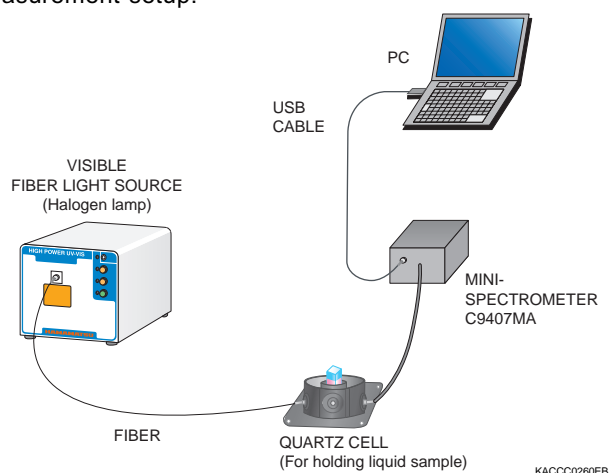 asurement setup.
PC
USB
CABLE
VISIBLE
FIBER LIGHT SOURCE
(Halogen lamp)
HIGH POWER UV-VIS
MINI-
SPECTROMETER
C9407MA
FIBER
QUARTZ CELL
(For holding liquid sample)
KACCC0260EB